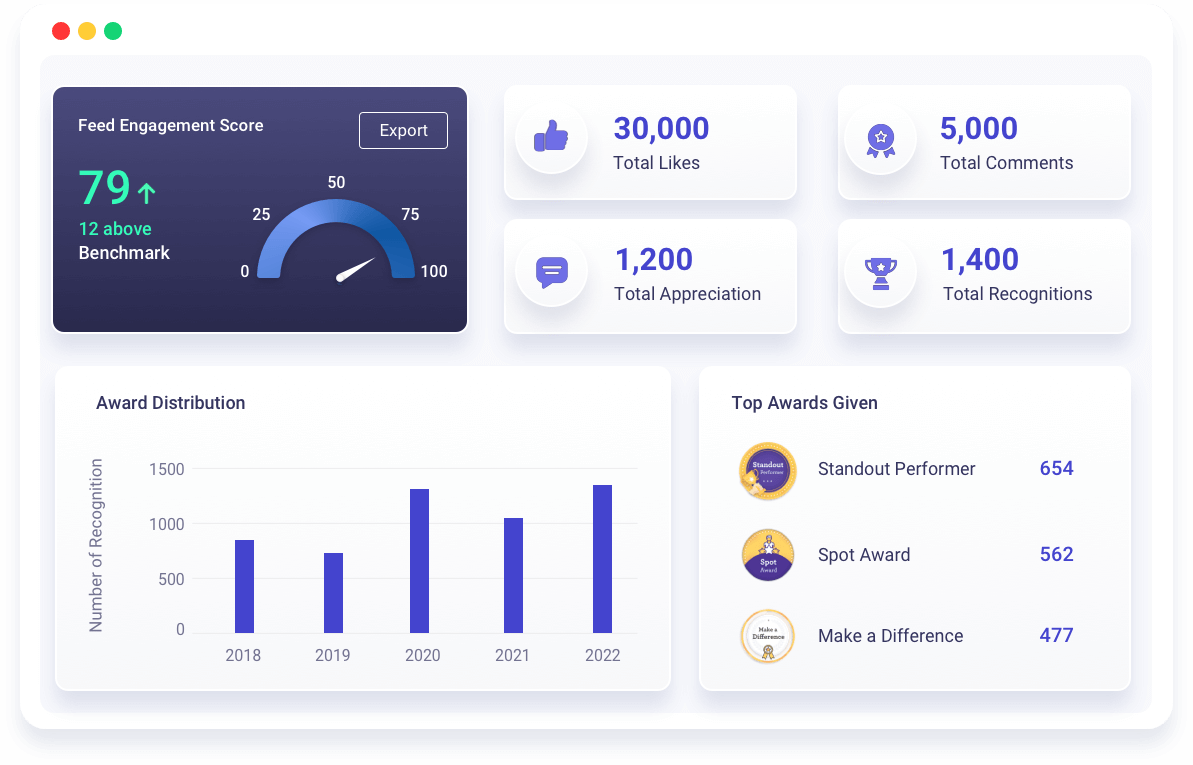 Feed Engagement Score
Export
79
12 above
Benchmark
0
25
50
75
100
30,000
Total Likes
5,000
Total Comments
1,200
Total Appreciation
1,400
Total Recognitions
Award Distribution
Number of Recognition
1500
1000
500
0
2018
2019
2020
2021
2022
Top Awards Given
Standout
Performer
Standout Performer
654
Spot
Award
Spot Award
562
Make a
Difference
Make a Difference
477